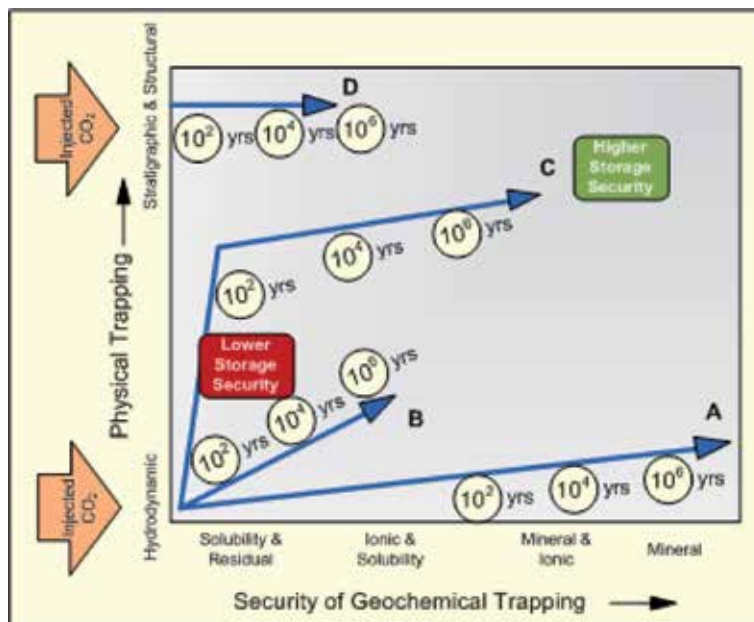 Injected
CO₂
Stratigraphic & Structural
D
10² yrs
10⁴ yrs
10⁶ yrs
Higher
Storage
Security
C
10² yrs
10⁴ yrs
10⁶ yrs
Physical Trapping
Lower
Storage
Security
B
10² yrs
10⁴ yrs
10⁶ yrs
A
10² yrs
10⁴ yrs
10⁶ yrs
Injected
CO₂
Hydrodynamic
Solubility &
Residual
Ionic &
Solubility
Mineral &
Ionic
Mineral
Security of Geochemical Trapping